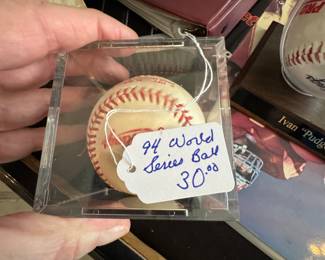 94 World
Series Ball
30.00
Ivan "Pudge